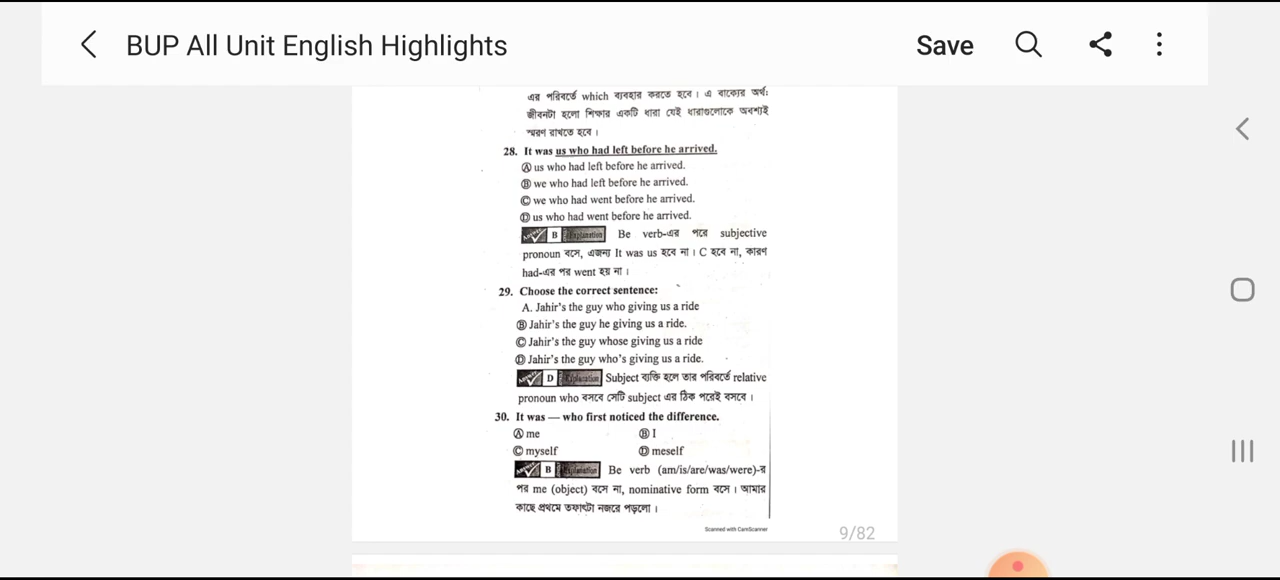 BUP All Unit English Highlights
Save
এর পরিবর্তে which ব্যবহার করতে হবে। এ বাক্যের অর্থ:
জীবনটা হলো শিক্ষার একটি ধারা যেই ধারাগুলোকে অবশ্যই
স্মরণ রাখতে হবে।
28. It was us who had left before he arrived.
Ⓐ us who had left before he arrived.
Ⓑ we who had left before he arrived.
Ⓒ we who had went before he arrived.
Ⓓ us who had went before he arrived.
Answer B Explanation Be verb-এর পরে subjective
pronoun বসে, এজন্য It was us হবে না। C হবে না, কারণ
had-এর পর went হয় না।
29. Choose the correct sentence:
A. Jahir's the guy who giving us a ride
Ⓑ Jahir's the guy he giving us a ride.
Ⓒ Jahir's the guy whose giving us a ride
Ⓓ Jahir's the guy who's giving us a ride.
Answer D Explanation Subject ব্যক্তি হলে তার পরিবর্তে relative
pronoun who বসবে সেটি subject এর ঠিক পরেই বসবে।
30. It was — who first noticed the difference.
Ⓐ me Ⓑ I
Ⓒ myself Ⓓ meself
Answer B Explanation Be verb (am/is/are/was/were)-র
পর me (object) বসে না, nominative form বসে। আমার
কাছে প্রথমে তফাৎটা নজরে পড়লো।
Scanned with CamScanner
9/82